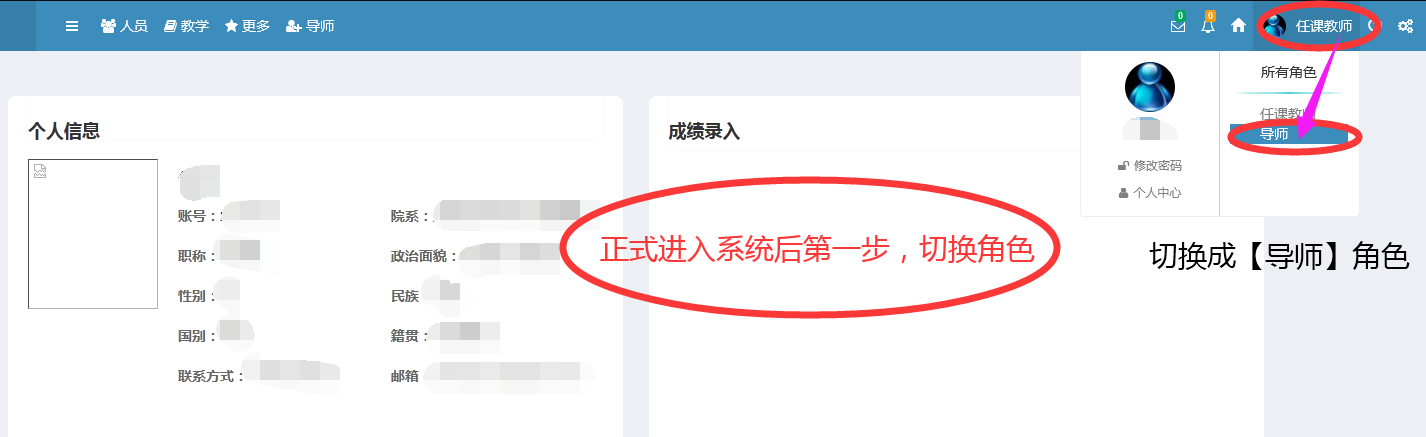 人员 教学 更多 导师 0 0 任课教师
所有角色
任课教师
导师
修改密码
个人中心
个人信息
成绩录入
账号： 院系：
职称： 政治面貌：
性别： 民族
国别： 籍贯：
联系方式： 邮箱
正式进入系统后第一步，切换角色
切换成【导师】角色